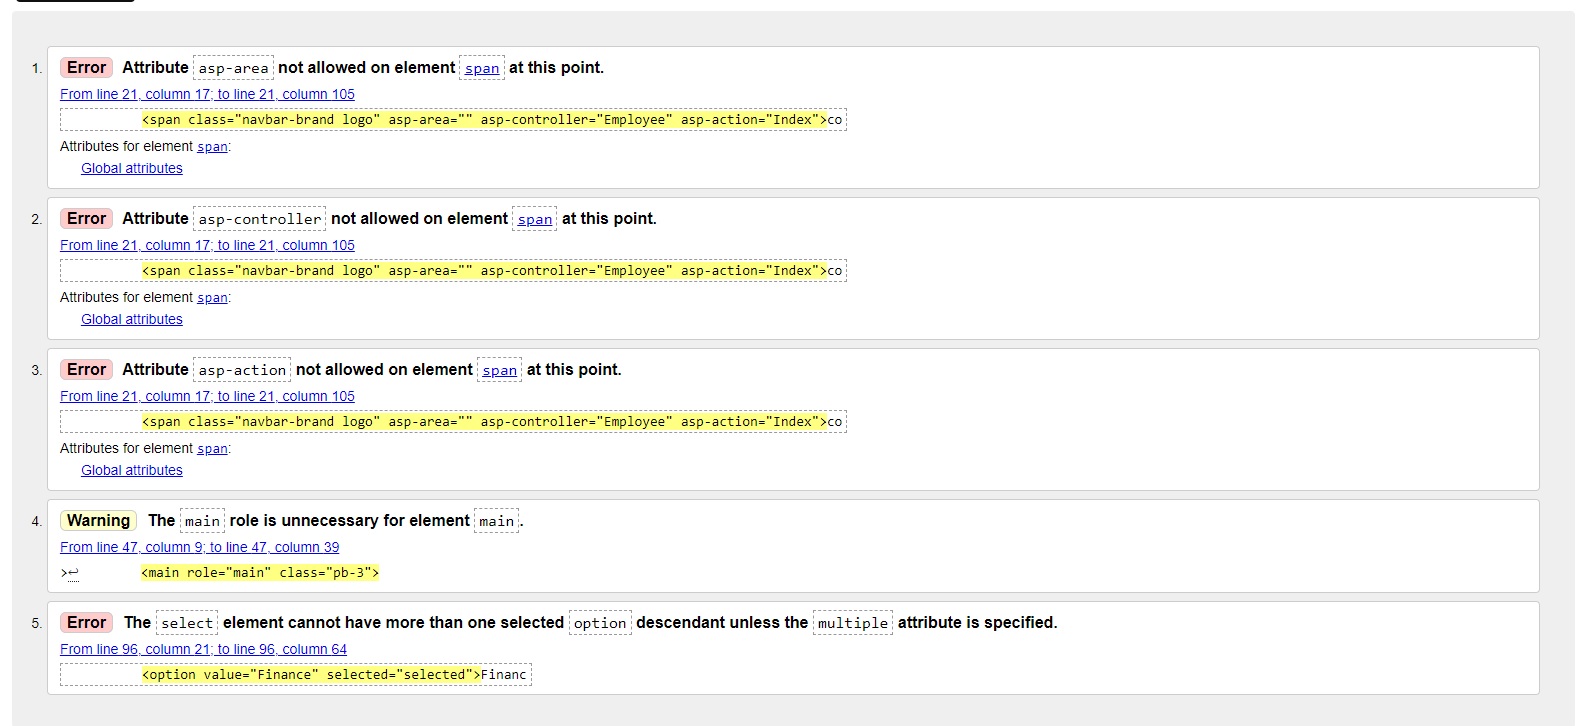 1. Error Attribute asp-area not allowed on element span at this point.
From line 21, column 17; to line 21, column 105
<span class="navbar-brand logo" asp-area="" asp-controller="Employee" asp-action="Index">co
Attributes for element span:
Global attributes
2. Error Attribute asp-controller not allowed on element span at this point.
From line 21, column 17; to line 21, column 105
<span class="navbar-brand logo" asp-area="" asp-controller="Employee" asp-action="Index">co
Attributes for element span:
Global attributes
3. Error Attribute asp-action not allowed on element span at this point.
From line 21, column 17; to line 21, column 105
<span class="navbar-brand logo" asp-area="" asp-controller="Employee" asp-action="Index">co
Attributes for element span:
Global attributes
4. Warning The main role is unnecessary for element main.
From line 47, column 9; to line 47, column 39
>↩ <main role="main" class="pb-3">
5. Error The select element cannot have more than one selected option descendant unless the multiple attribute is specified.
From line 96, column 21; to line 96, column 64
<option value="Finance" selected="selected">Financ